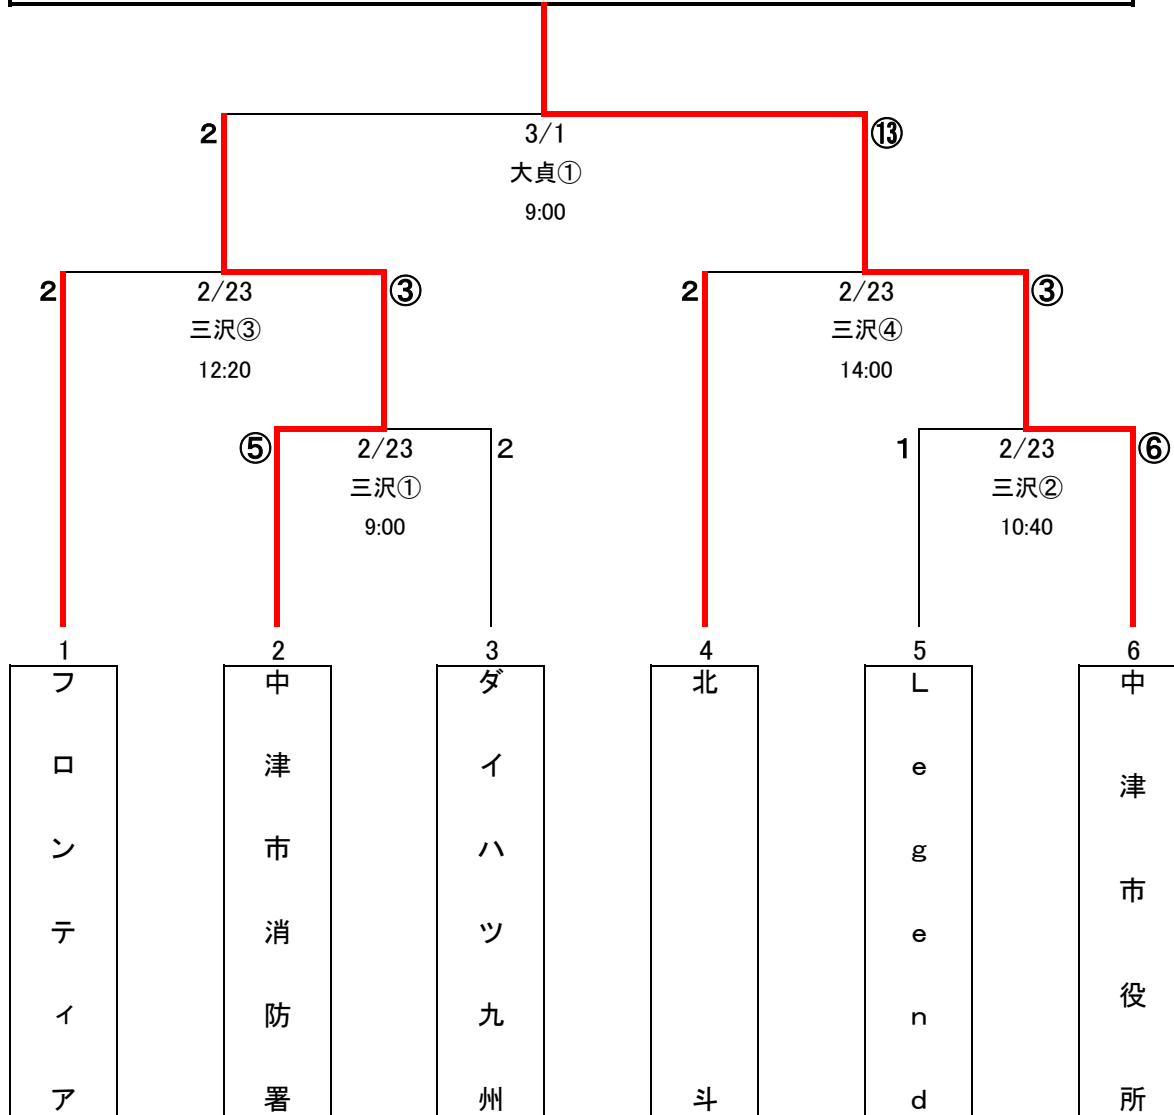 2
3/1
⑬
大貞①
9:00
2
2/23
③
2
2/23
③
三沢③
三沢④
12:20
14:00
⑤
2/23
2
1
2/23
⑥
三沢①
三沢②
9:00
10:40
1
2
3
4
5
6
フロンティア
中津市消防署
ダイハツ九州
北斗
Legend
中津市役所